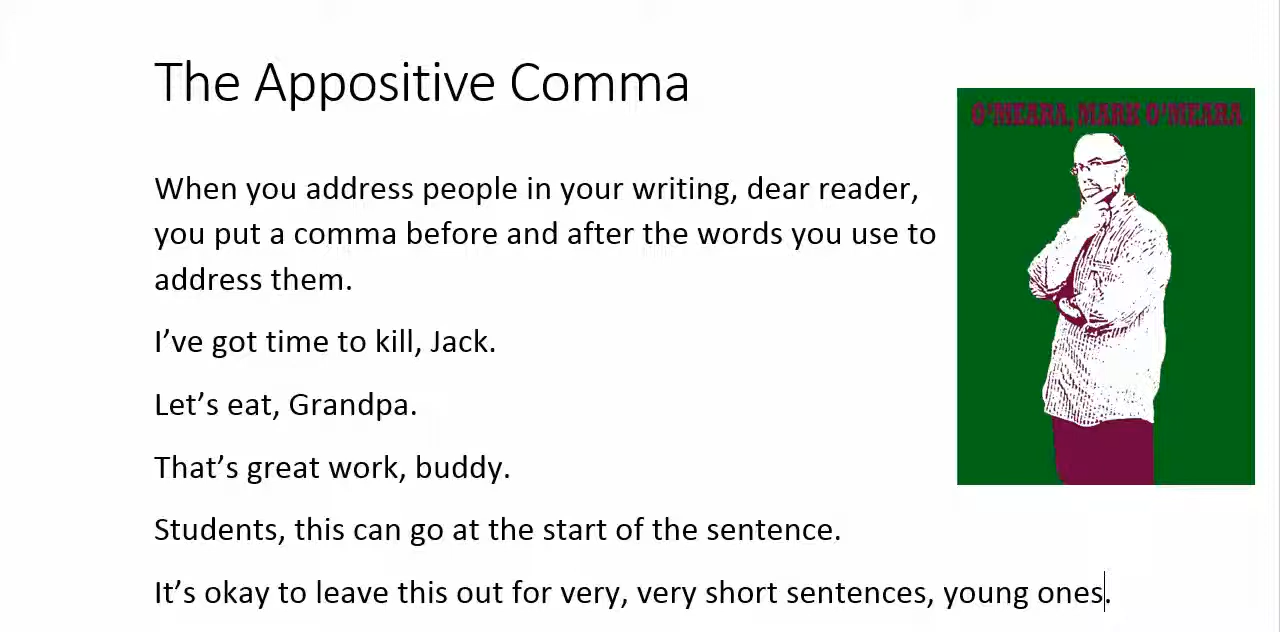 The Appositive Comma
O'MEARA, MARK O'MEARA
When you address people in your writing, dear reader,
you put a comma before and after the words you use to
address them.
I’ve got time to kill, Jack.
Let’s eat, Grandpa.
That’s great work, buddy.
Students, this can go at the start of the sentence.
It’s okay to leave this out for very, very short sentences, young ones.